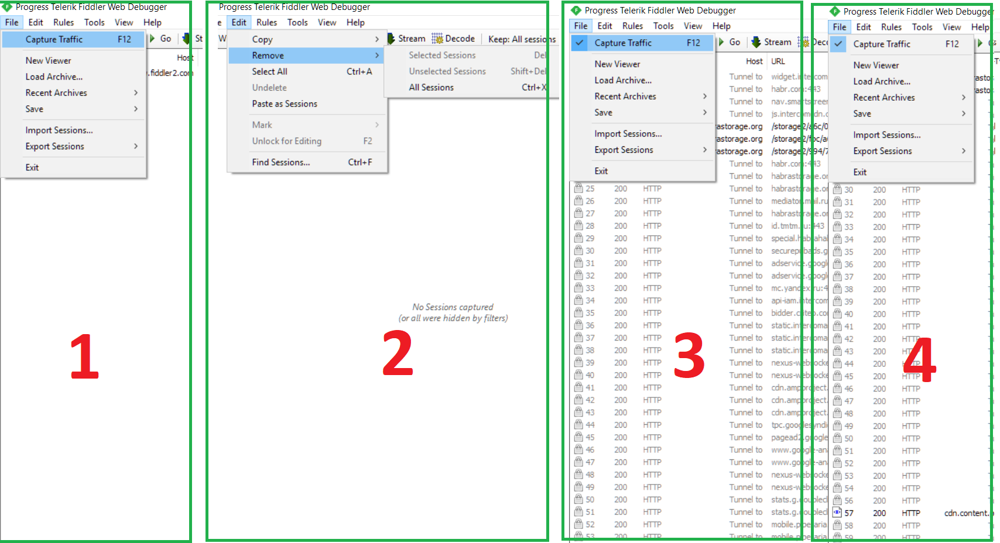 Progress Telerik Fiddler Web Debugger
File Edit Rules Tools View Help
Capture Traffic F12
Go St
New Viewer
Host
Load Archive...
.fiddler2.com
Recent Archives
Save
Import Sessions...
Export Sessions
Exit
1
Progress Telerik Fiddler Web Debugger
e Edit Rules Tools View Help
W Stream Decode Keep: All sessions
Copy
Remove
Select All Ctrl+A
Undelete
Paste as Sessions
Mark
Unlock for Editing F2
Find Sessions... Ctrl+F
Selected Sessions Del
Unselected Sessions Shift+Del
All Sessions Ctrl+X
No Sessions captured
(or all were hidden by filters)
2
Progress Telerik Fiddler Web Debugger
File Edit Rules Tools View Help
Capture Traffic F12
Go Stream Deco
New Viewer
Load Archive...
Recent Archives
Save
Import Sessions...
Export Sessions
Exit
Host URL
Tunnel to widget.intercom
Tunnel to habr.com:443
Tunnel to nav.smartscreen
Tunnel to js.intercomcdn.c
rastorage.org /storage2/a6c/0
rastorage.org /storage2/fbc/a
rastorage.org /storage2/994/7
Tunnel to habr.com:443
Tunnel to habrastorage.or
25 200 HTTP Tunnel to habrastorage.or
26 200 HTTP Tunnel to mediator.mail.ru
27 200 HTTP Tunnel to habrastorage.or
28 200 HTTP Tunnel to id.tmtm.ru:443
29 200 HTTP Tunnel to special.habrahab
30 200 HTTP Tunnel to securepubads.g
31 200 HTTP Tunnel to adservice.googl
32 200 HTTP Tunnel to adservice.googl
33 200 HTTP Tunnel to mc.yandex.ru:4
34 200 HTTP Tunnel to api-iam.intercom
35 200 HTTP Tunnel to bidder.criteo.co
36 200 HTTP Tunnel to static.intercoma
37 200 HTTP Tunnel to static.intercoma
38 200 HTTP Tunnel to static.intercoma
39 200 HTTP Tunnel to nexus-websocke
40 200 HTTP Tunnel to nexus-websocke
41 200 HTTP Tunnel to cdn.ampproject.
42 200 HTTP Tunnel to cdn.ampproject.
43 200 HTTP Tunnel to cdn.ampproject.
44 200 HTTP Tunnel to tpc.googlesyndi
45 200 HTTP Tunnel to pagead2.google
46 200 HTTP Tunnel to www.google-ana
47 200 HTTP Tunnel to www.google-ana
48 200 HTTP Tunnel to nexus-websocke
49 200 HTTP Tunnel to nexus-websocke
50 200 HTTP Tunnel to stats.g.doublecl
51 200 HTTP Tunnel to stats.g.doublecl
52 200 HTTP Tunnel to
53 200 HTTP Tunnel to
3
Progress Telerik Fiddler Web Debugger
File Edit Rules Tools View Help
Capture Traffic F12
New Viewer
Load Archive...
Recent Archives
Save
Import Sessions...
Export Sessions
Exit
rasto
rasto
30 200 HTTP
31 200 HTTP
32 200 HTTP
33 200 HTTP
34 200 HTTP
35 200 HTTP
36 200 HTTP
37 200 HTTP
38 200 HTTP
39 200 HTTP
40 200 HTTP
41 200 HTTP
42 200 HTTP
43 200 HTTP
44 200 HTTP
45 200 HTTP
46 200 HTTP
47 200 HTTP
48 200 HTTP
49 200 HTTP
50 200 HTTP
51 200 HTTP
52 200 HTTP
53 200 HTTP
54 200 HTTP
56 200 HTTP
57 200 HTTP cdn.content.
58 200 HTTP
59 200 HTTP
4